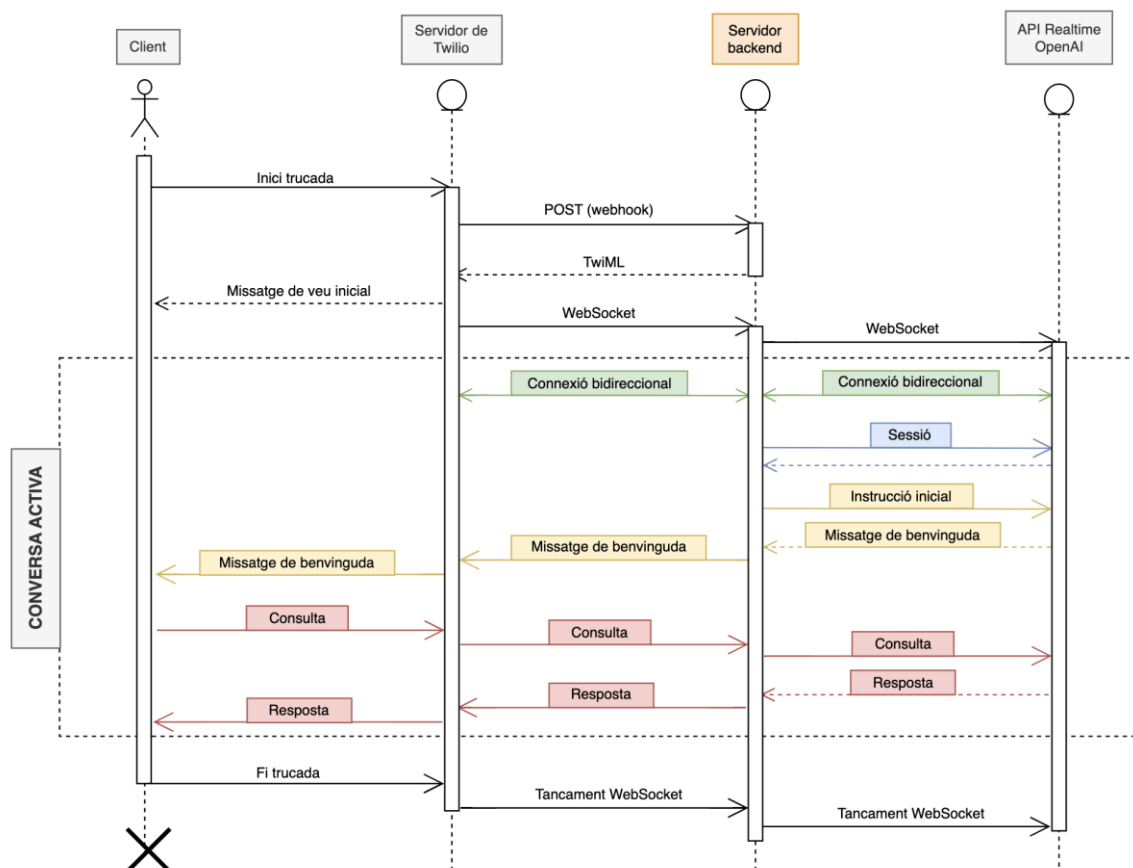 Client
Servidor de
Twilio
Servidor
backend
API Realtime
OpenAI
Inici trucada
POST (webhook)
TwiML
Missatge de veu inicial
WebSocket
WebSocket
CONVERSA ACTIVA
Connexió bidireccional
Connexió bidireccional
Sessió
Instrucció inicial
Missatge de benvinguda
Missatge de benvinguda
Missatge de benvinguda
Consulta
Consulta
Consulta
Resposta
Resposta
Resposta
Fi trucada
Tancament WebSocket
Tancament WebSocket